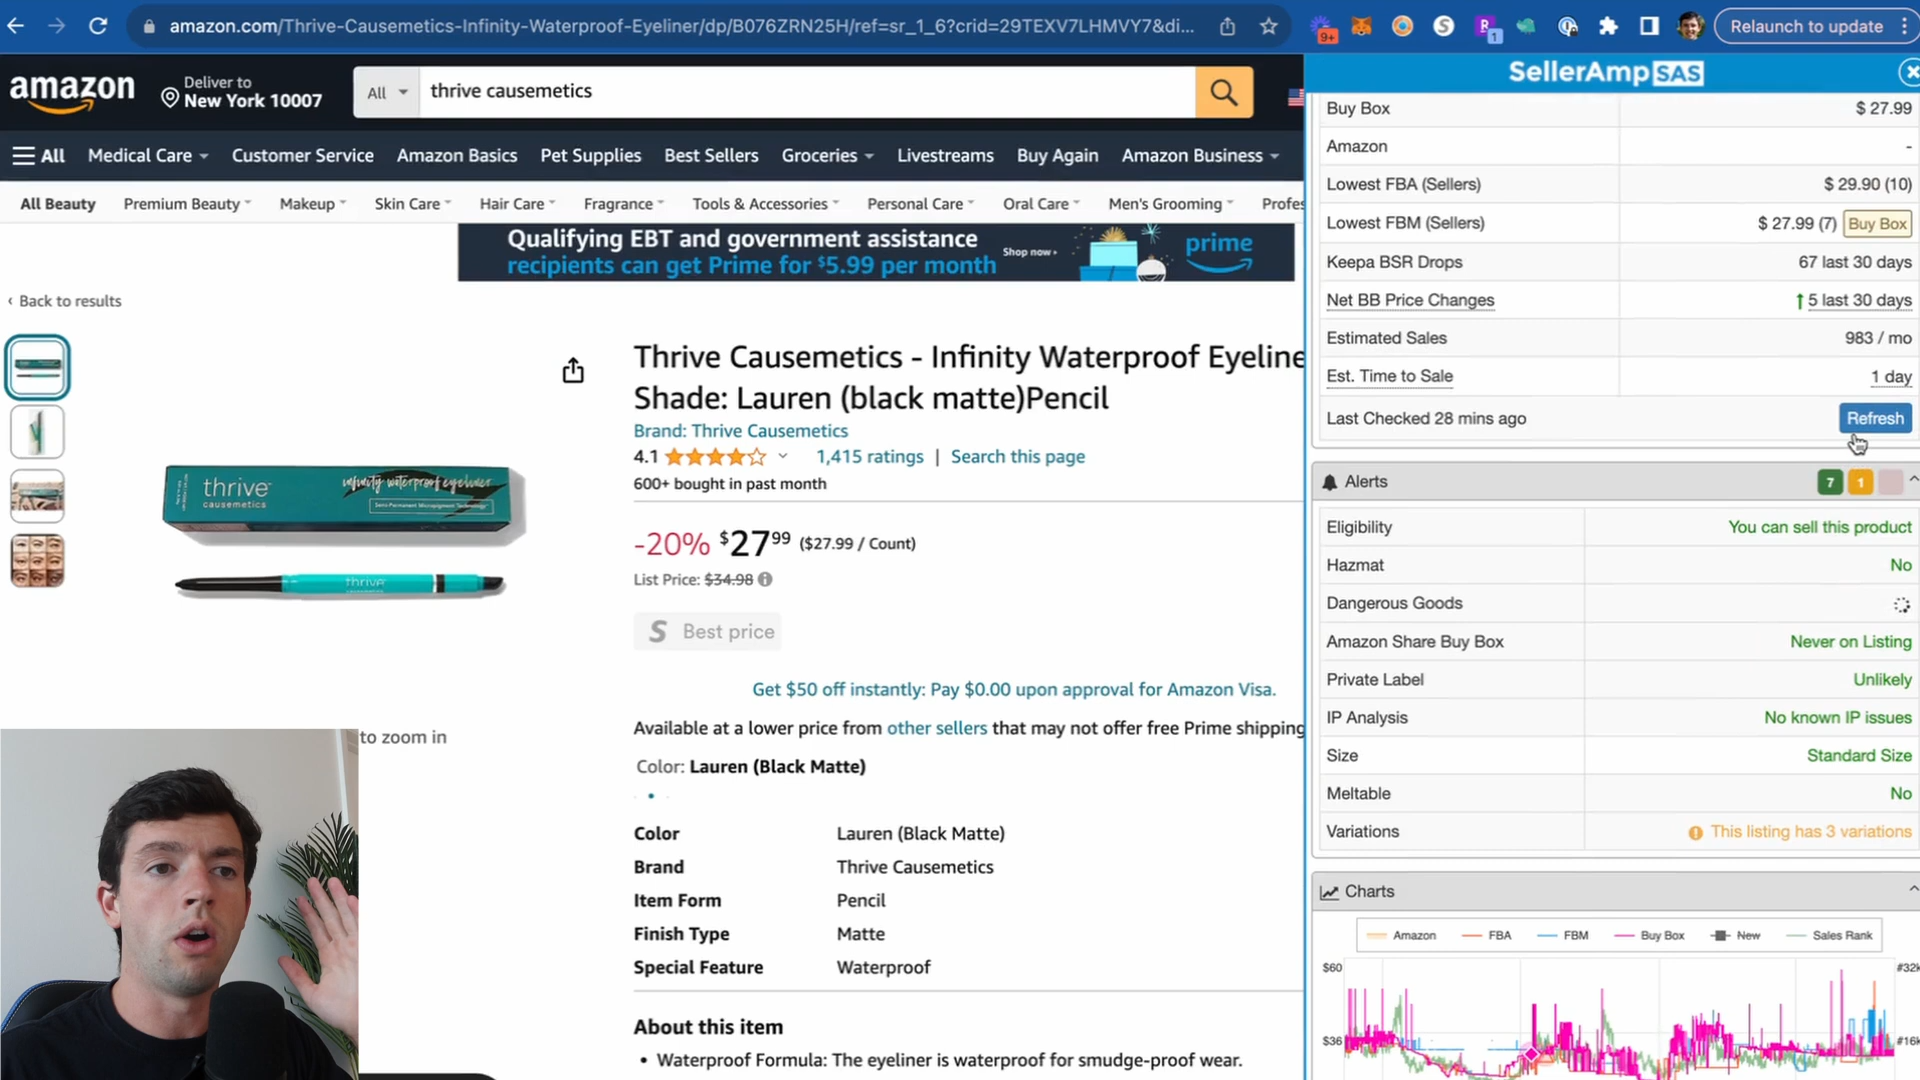 amazon.com/Thrive-Causemetics-Infinity-Waterproof-Eyeliner/dp/B076ZRN25H/ref=sr_1_6?crid=29TEXV7LHMVY7&di...
9+
S
1
Relaunch to update
amazon
Deliver to
New York 10007
All
thrive causemetics
All
Medical Care
Customer Service
Amazon Basics
Pet Supplies
Best Sellers
Groceries
Livestreams
Buy Again
Amazon Business
All Beauty
Premium Beauty
Makeup
Skin Care
Hair Care
Fragrance
Tools & Accessories
Personal Care
Oral Care
Men's Grooming
Profes
Qualifying EBT and government assistance
recipients can get Prime for $5.99 per month
Shop now
prime
‹ Back to results
Thrive Causemetics - Infinity Waterproof Eyeline
Shade: Lauren (black matte)Pencil
Brand: Thrive Causemetics
4.1
1,415 ratings | Search this page
600+ bought in past month
thrive
causemetics
infinity waterproof eyeliner
thrive
-20% $27 99 ($27.99 / Count)
List Price: $34.98
S Best price
Get $50 off instantly: Pay $0.00 upon approval for Amazon Visa.
Available at a lower price from other sellers that may not offer free Prime shipping
to zoom in
Color: Lauren (Black Matte)
Color Lauren (Black Matte)
Brand Thrive Causemetics
Item Form Pencil
Finish Type Matte
Special Feature Waterproof
About this item
• Waterproof Formula: The eyeliner is waterproof for smudge-proof wear.
SellerAmp SAS
Buy Box $ 27.99
Amazon -
Lowest FBA (Sellers) $ 29.90 (10)
Lowest FBM (Sellers) $ 27.99 (7) Buy Box
Keepa BSR Drops 67 last 30 days
Net BB Price Changes 5 last 30 days
Estimated Sales 983 / mo
Est. Time to Sale 1 day
Last Checked 28 mins ago Refresh
Alerts 7 1
Eligibility You can sell this product
Hazmat No
Dangerous Goods
Amazon Share Buy Box Never on Listing
Private Label Unlikely
IP Analysis No known IP issues
Size Standard Size
Meltable No
Variations This listing has 3 variations
Charts
Amazon FBA FBM Buy Box New Sales Rank
$60 #32k
$36 #16k